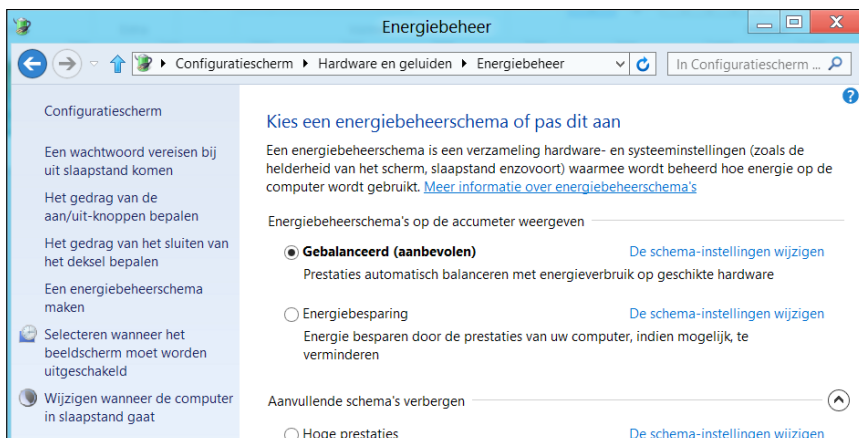 Energiebeheer
Configuratiescherm Hardware en geluiden Energiebeheer
In Configuratiescherm ...
Configuratiescherm
Een wachtwoord vereisen bij
uit slaapstand komen
Het gedrag van de
aan/uit-knoppen bepalen
Het gedrag van het sluiten van
het deksel bepalen
Een energiebeheerschema
maken
Selecteren wanneer het
beeldscherm moet worden
uitgeschakeld
Wijzigen wanneer de computer
in slaapstand gaat
Kies een energiebeheerschema of pas dit aan
Een energiebeheerschema is een verzameling hardware- en systeeminstellingen (zoals de
helderheid van het scherm, slaapstand enzovoort) waarmee wordt beheerd hoe energie op de
computer wordt gebruikt. Meer informatie over energiebeheerschema's
Energiebeheerschema's op de accumeter weergeven
Gebalanceerd (aanbevolen) De schema-instellingen wijzigen
Prestaties automatisch balanceren met energieverbruik op geschikte hardware
Energiebesparing De schema-instellingen wijzigen
Energie besparen door de prestaties van uw computer, indien mogelijk, te
verminderen
Aanvullende schema's verbergen
Hoge prestaties De schema-instellingen wijzigen